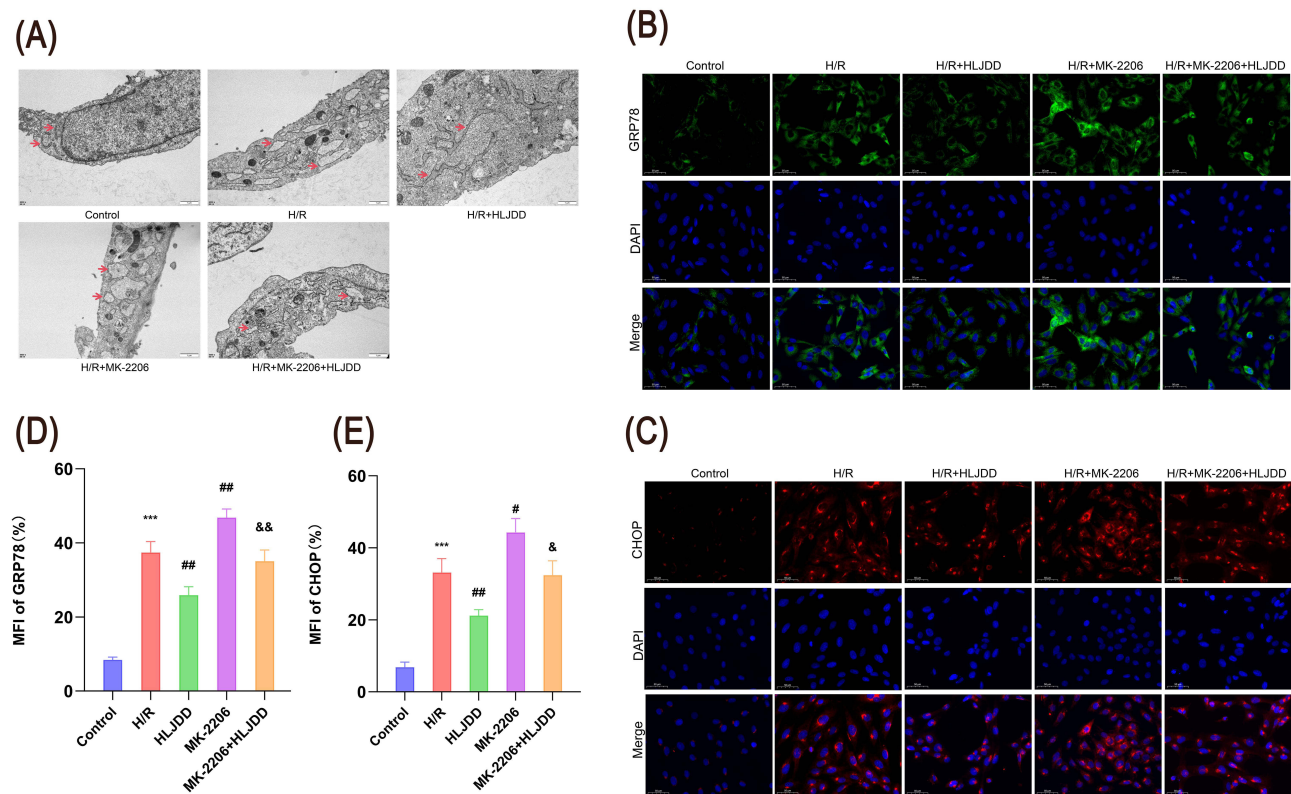 (A)
Control
H/R
H/R+HLJDD
H/R+MK-2206
H/R+MK-2206+HLJDD
(B)
Control
H/R
H/R+HLJDD
H/R+MK-2206
H/R+MK-2206+HLJDD
GRP78
DAPI
Merge
(D)
MFI of GRP78(%)
60
40
20
0
***
##
##
&&
Control
H/R
HLJDD
MK-2206
MK-2206+HLJDD
(E)
MFI of CHOP(%)
60
40
20
0
***
##
#
&
Control
H/R
HLJDD
MK-2206
MK-2206+HLJDD
(C)
Control
H/R
H/R+HLJDD
H/R+MK-2206
H/R+MK-2206+HLJDD
CHOP
DAPI
Merge